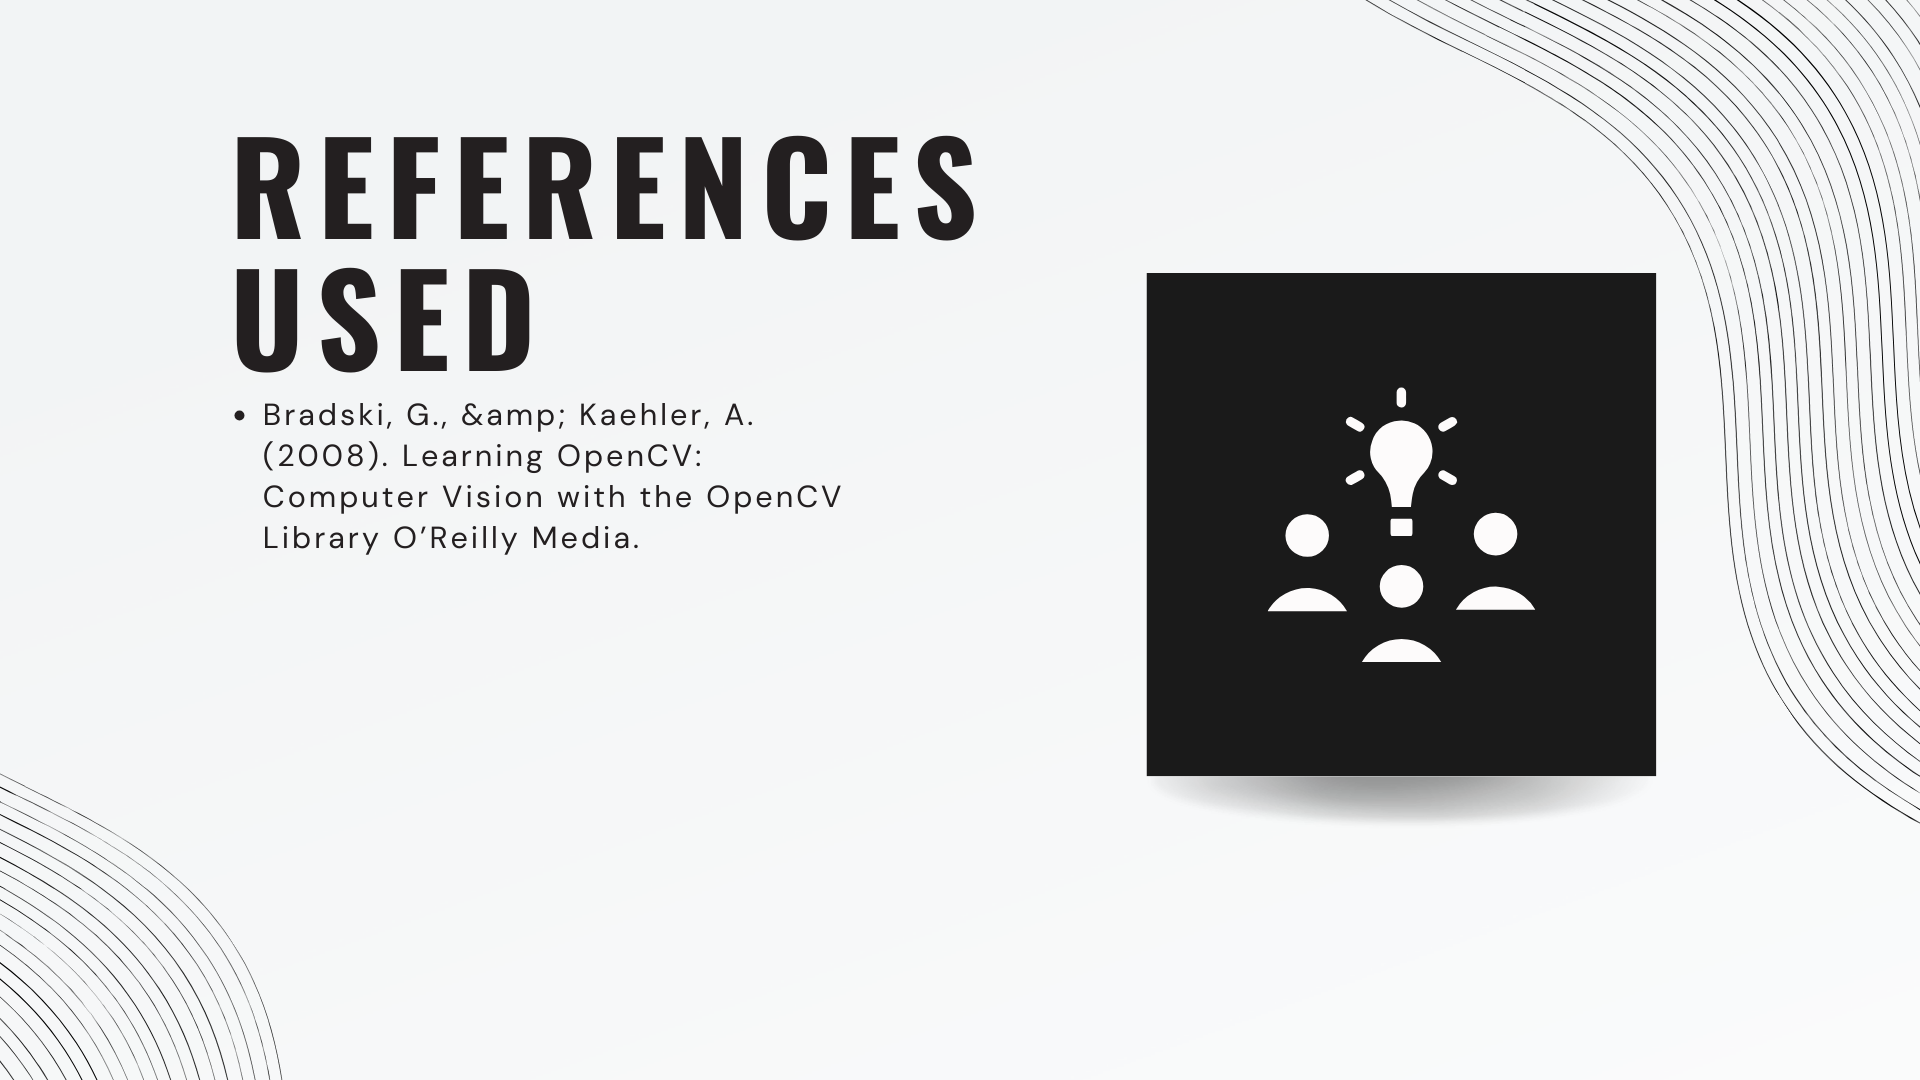 REFERENCES
USED
• Bradski, G., &amp; Kaehler, A.
(2008). Learning OpenCV:
Computer Vision with the OpenCV
Library O’Reilly Media.